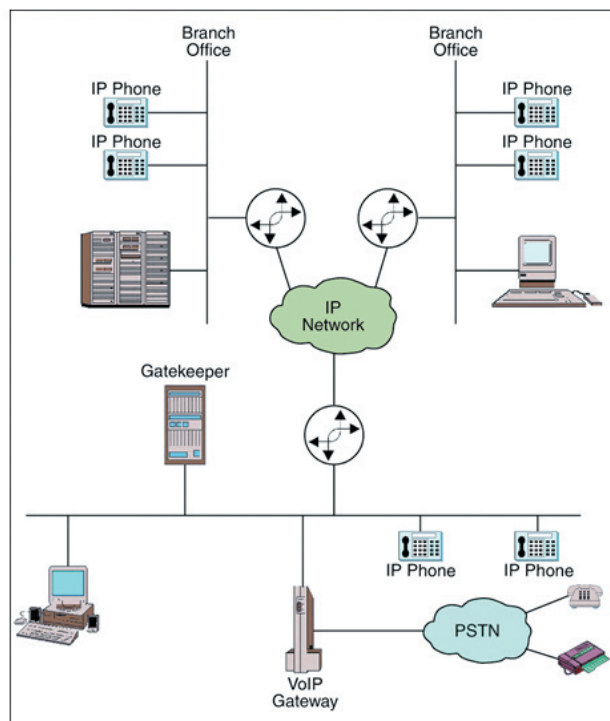 Branch
Office
Branch
Office
IP Phone
IP Phone
IP Phone
IP Phone
IP
Network
Gatekeeper
IP Phone
IP Phone
PSTN
VoIP
Gateway